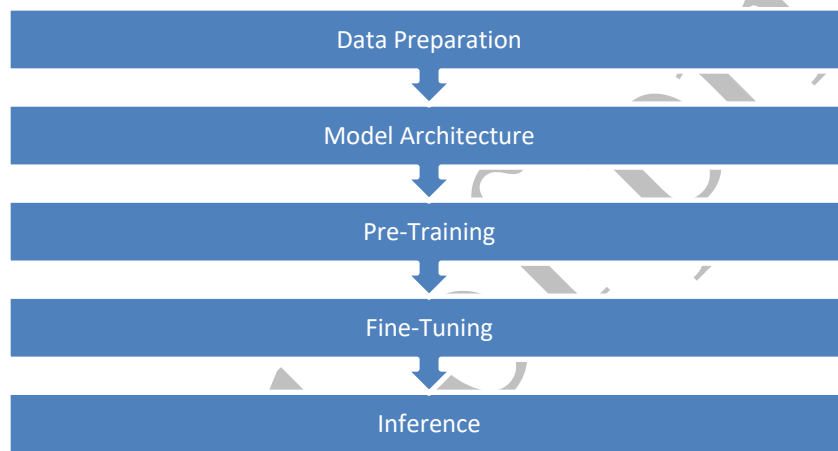 Data Preparation
Model Architecture
Pre-Training
Fine-Tuning
Inference